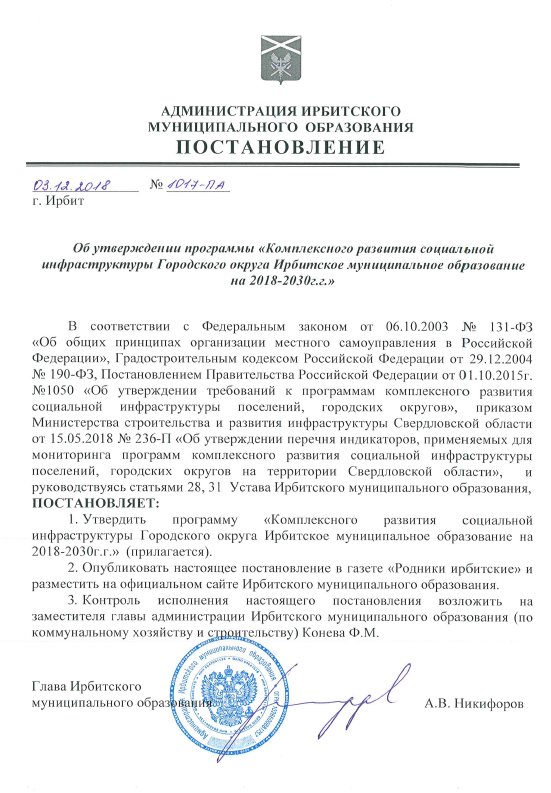 АДМИНИСТРАЦИЯ ИРБИТСКОГО
МУНИЦИПАЛЬНОГО ОБРАЗОВАНИЯ
ПОСТАНОВЛЕНИЕ
03.12.2018 № 1017-ПА
г. Ирбит
Об утверждении программы «Комплексного развития социальной
инфраструктуры Городского округа Ирбитское муниципальное образование
на 2018-2030г.г.»
В соответствии с Федеральным законом от 06.10.2003 № 131-ФЗ
«Об общих принципах организации местного самоуправления в Российской
Федерации», Градостроительным кодексом Российской Федерации от 29.12.2004
№ 190-ФЗ, Постановлением Правительства Российской Федерации от 01.10.2015г.
№1050 «Об утверждении требований к программам комплексного развития
социальной инфраструктуры поселений, городских округов», приказом
Министерства строительства и развития инфраструктуры Свердловской области
от 15.05.2018 № 236-П «Об утверждении перечня индикаторов, применяемых для
мониторинга программ комплексного развития социальной инфраструктуры
поселений, городских округов на территории Свердловской области», и
руководствуясь статьями 28, 31 Устава Ирбитского муниципального образования,
ПОСТАНОВЛЯЕТ:
1. Утвердить программу «Комплексного развития социальной
инфраструктуры Городского округа Ирбитское муниципальное образование на
2018-2030г.г.» (прилагается).
2. Опубликовать настоящее постановление в газете «Родники ирбитские» и
разместить на официальном сайте Ирбитского муниципального образования.
3. Контроль исполнения настоящего постановления возложить на
заместителя главы администрации Ирбитского муниципального образования (по
коммунальному хозяйству и строительству) Конева Ф.М.
Глава Ирбитского
муниципального образования
А.В. Никифоров